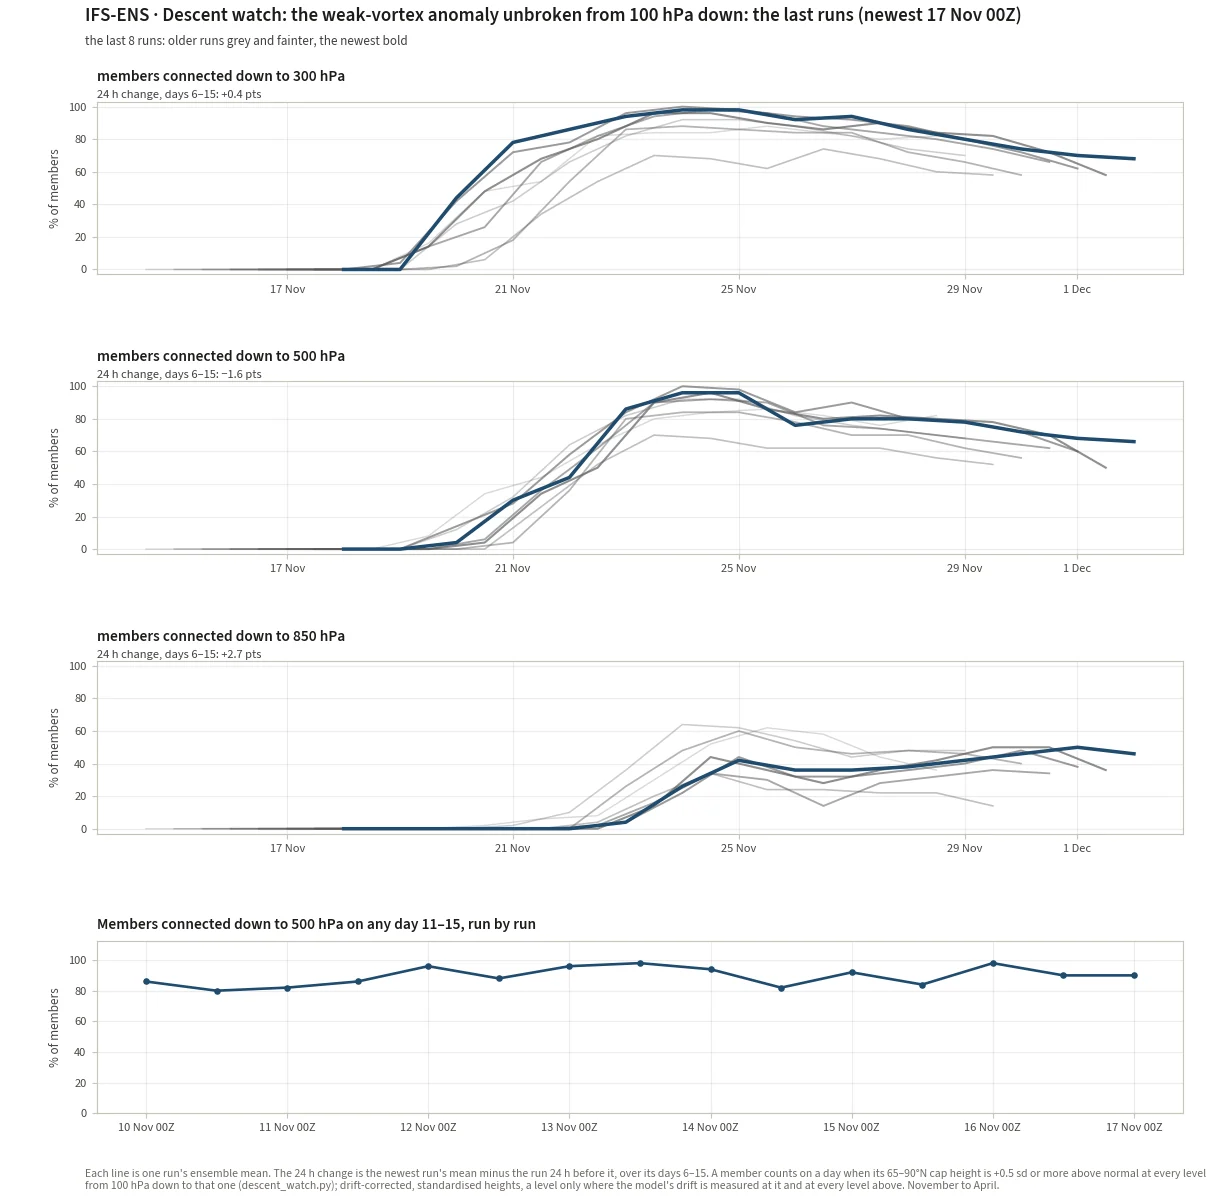 IFS-ENS · Descent watch: the weak-vortex anomaly unbroken from 100 hPa down: the last runs (newest 17 Nov 00Z)
the last 8 runs: older runs grey and fainter, the newest bold
members connected down to 300 hPa
24 h change, days 6–15: +0.4 pts
% of members
100
80
60
40
20
0
17 Nov 21 Nov 25 Nov 29 Nov 1 Dec
members connected down to 500 hPa
24 h change, days 6–15: −1.6 pts
% of members
100
80
60
40
20
0
17 Nov 21 Nov 25 Nov 29 Nov 1 Dec
members connected down to 850 hPa
24 h change, days 6–15: +2.7 pts
% of members
100
80
60
40
20
0
17 Nov 21 Nov 25 Nov 29 Nov 1 Dec
Members connected down to 500 hPa on any day 11–15, run by run
% of members
100
80
60
40
20
0
10 Nov 00Z 11 Nov 00Z 12 Nov 00Z 13 Nov 00Z 14 Nov 00Z 15 Nov 00Z 16 Nov 00Z 17 Nov 00Z
Each line is one run's ensemble mean. The 24 h change is the newest run's mean minus the run 24 h before it, over its days 6–15. A member counts on a day when its 65–90°N cap height is +0.5 sd or more above normal at every level
from 100 hPa down to that one (descent_watch.py); drift-corrected, standardised heights, a level only where the model's drift is measured at it and at every level above. November to April.